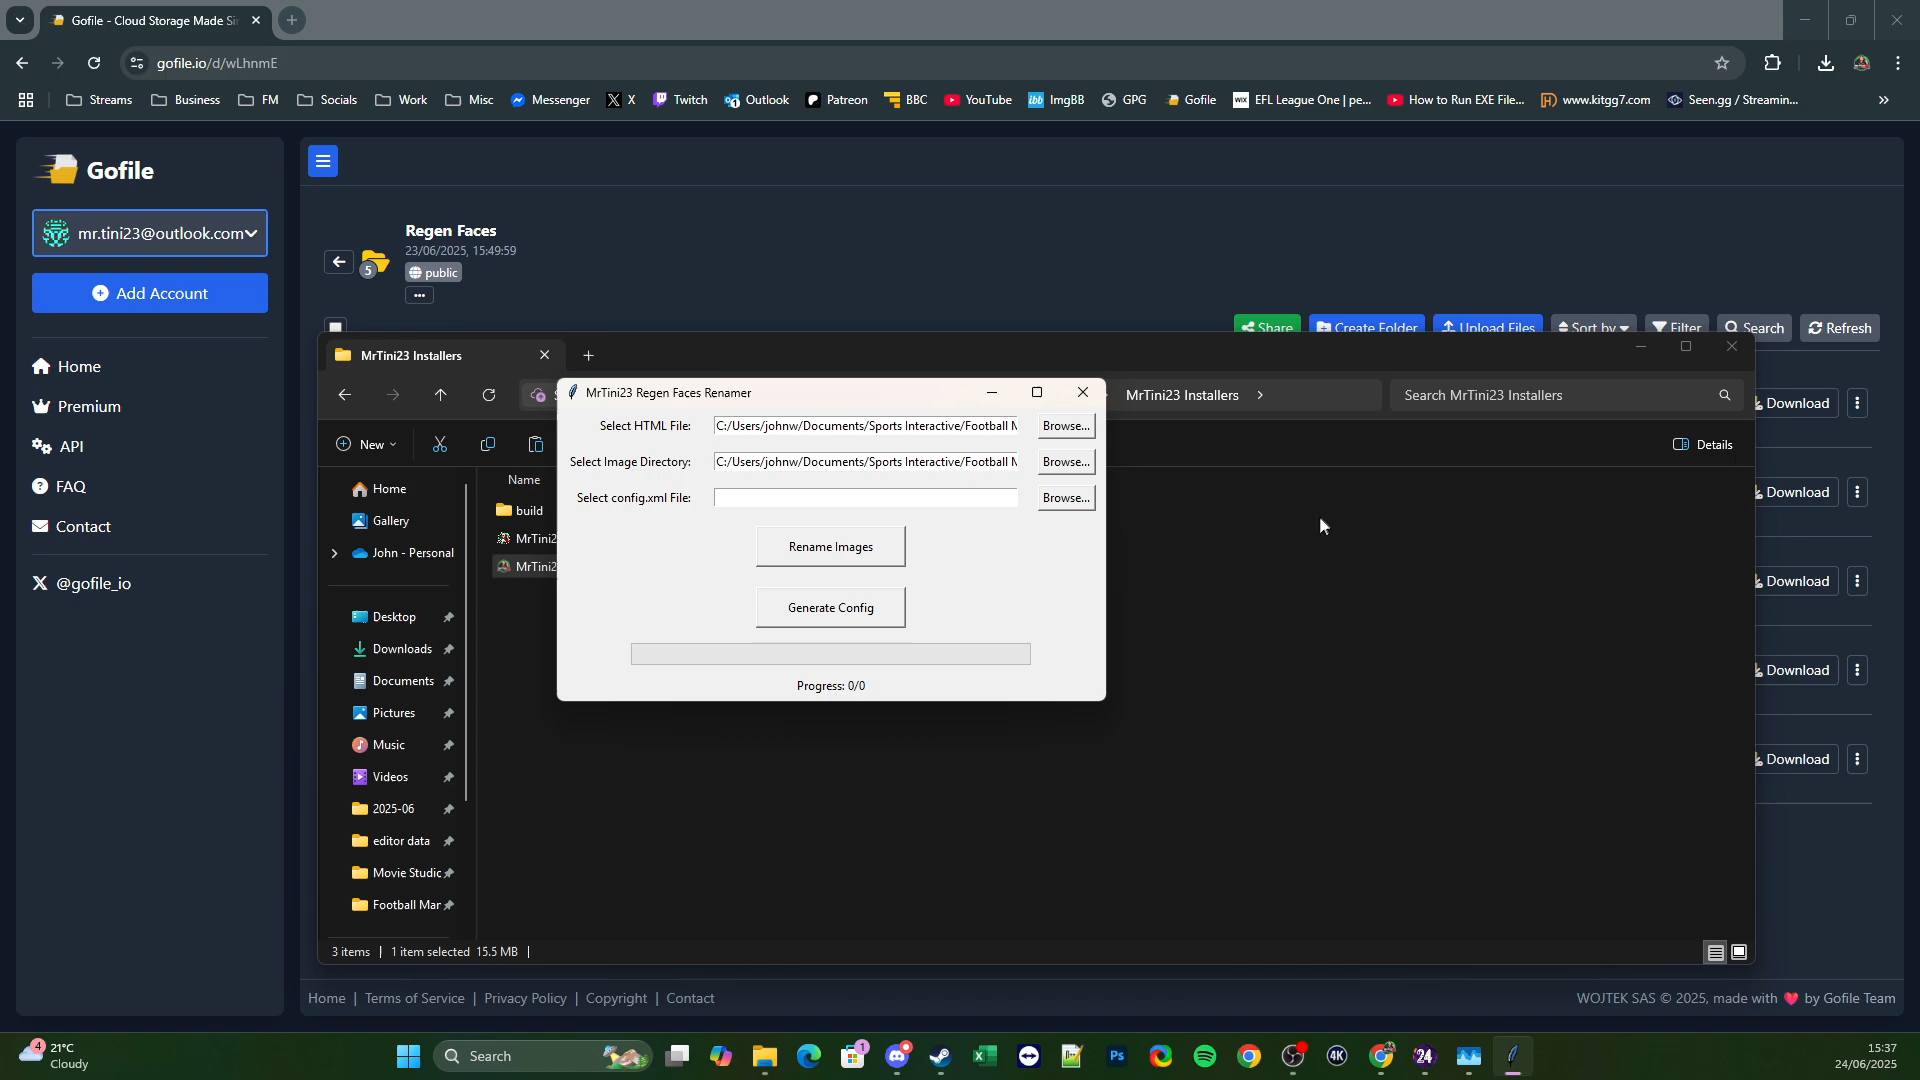 Gofile - Cloud Storage Made Si
gofile.io/d/wLhnmE
Streams
Business
FM
Socials
Work
Misc
Messenger
X
Twitch
Outlook
Patreon
BBC
YouTube
ImgBB
GPG
Gofile
EFL League One | pe...
How to Run EXE File...
www.kitgg7.com
Seen.gg / Streamin...
Gofile
mr.tini23@outlook.com
Add Account
Home
Premium
API
FAQ
Contact
@gofile_io
Regen Faces
23/06/2025, 15:49:59
5
public
Share
Create Folder
Upload Files
Sort by
Filter
Search
Refresh
Download
Download
Download
Download
Download
MrTini23 Installers
MrTini23 Installers
Search MrTini23 Installers
New
Details
Home
Gallery
John - Personal
Desktop
Downloads
Documents
Pictures
Music
Videos
2025-06
editor data
Movie Studio
Football Mar
Name
build
MrTini2
MrTini2
3 items
1 item selected 15.5 MB
MrTini23 Regen Faces Renamer
Select HTML File:
C:/Users/johnw/Documents/Sports Interactive/Football M
Browse...
Select Image Directory:
C:/Users/johnw/Documents/Sports Interactive/Football M
Browse...
Select config.xml File:
Browse...
Rename Images
Generate Config
Progress: 0/0
Home | Terms of Service | Privacy Policy | Copyright | Contact
WOJTEK SAS © 2025, made with ❤ by Gofile Team
4
21°C
Cloudy
Search
1
Ps
4K
24
15:37
24/06/2025